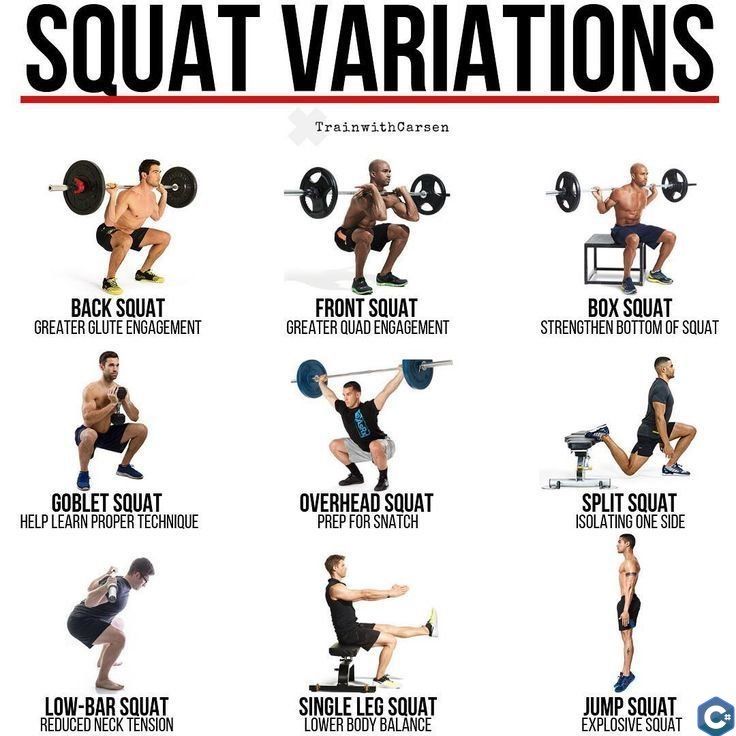 SQUAT VARIATIONS
TrainwithCarsen
BACK SQUAT
GREATER GLUTE ENGAGEMENT
FRONT SQUAT
GREATER QUAD ENGAGEMENT
BOX SQUAT
STRENGTHEN BOTTOM OF SQUAT
GOBLET SQUAT
HELP LEARN PROPER TECHNIQUE
OVERHEAD SQUAT
PREP FOR SNATCH
SPLIT SQUAT
ISOLATING ONE SIDE
LOW-BAR SQUAT
REDUCED NECK TENSION
SINGLE LEG SQUAT
LOWER BODY BALANCE
JUMP SQUAT
EXPLOSIVE SQUAT
C#